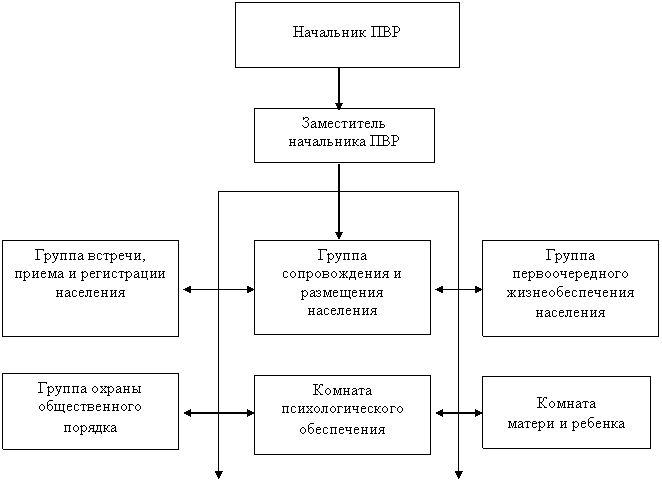 Начальник ПВР
Заместитель
начальника ПВР
Группа встречи,
приема и регистрации
населения
Группа
сопровождения и
размещения
населения
Группа
первоочередного
жизнеобеспечения
населения
Группа охраны
общественного
порядка
Комната
психологического
обеспечения
Комната
матери и ребенка